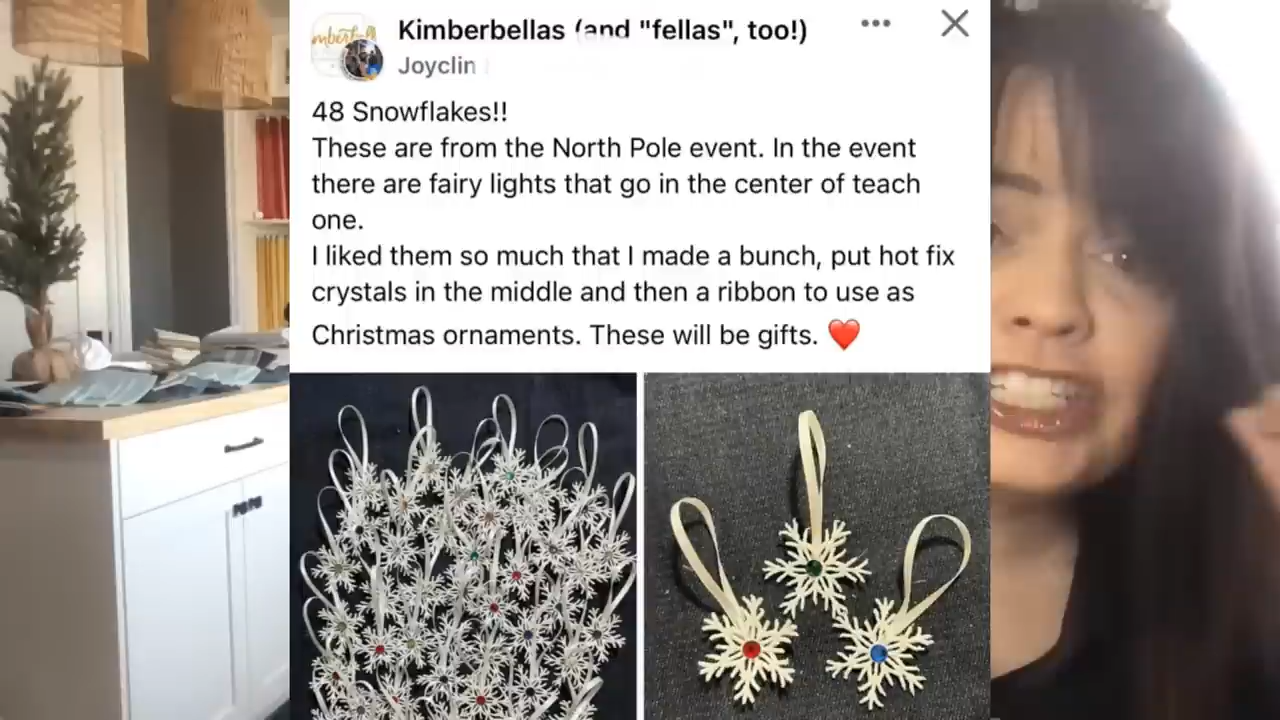 Kimberbellas (and "fellas", too!)
Joyclin
48 Snowflakes!!
These are from the North Pole event. In the event
there are fairy lights that go in the center of teach
one.
I liked them so much that I made a bunch, put hot fix
crystals in the middle and then a ribbon to use as
Christmas ornaments. These will be gifts. ❤️